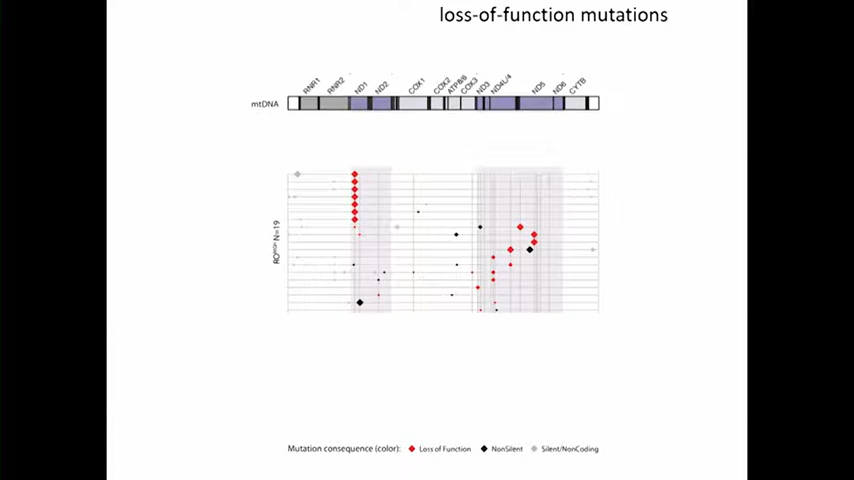 loss-of-function mutations
RNR1 RNR2 ND1 ND2 COX1 COX2 ATP8/6 COX3 ND3 ND4L/4 ND5 ND6 CYTB
mtDNA
N=19
Mutation consequence (color): Loss of Function NonSilent Silent/NonCoding